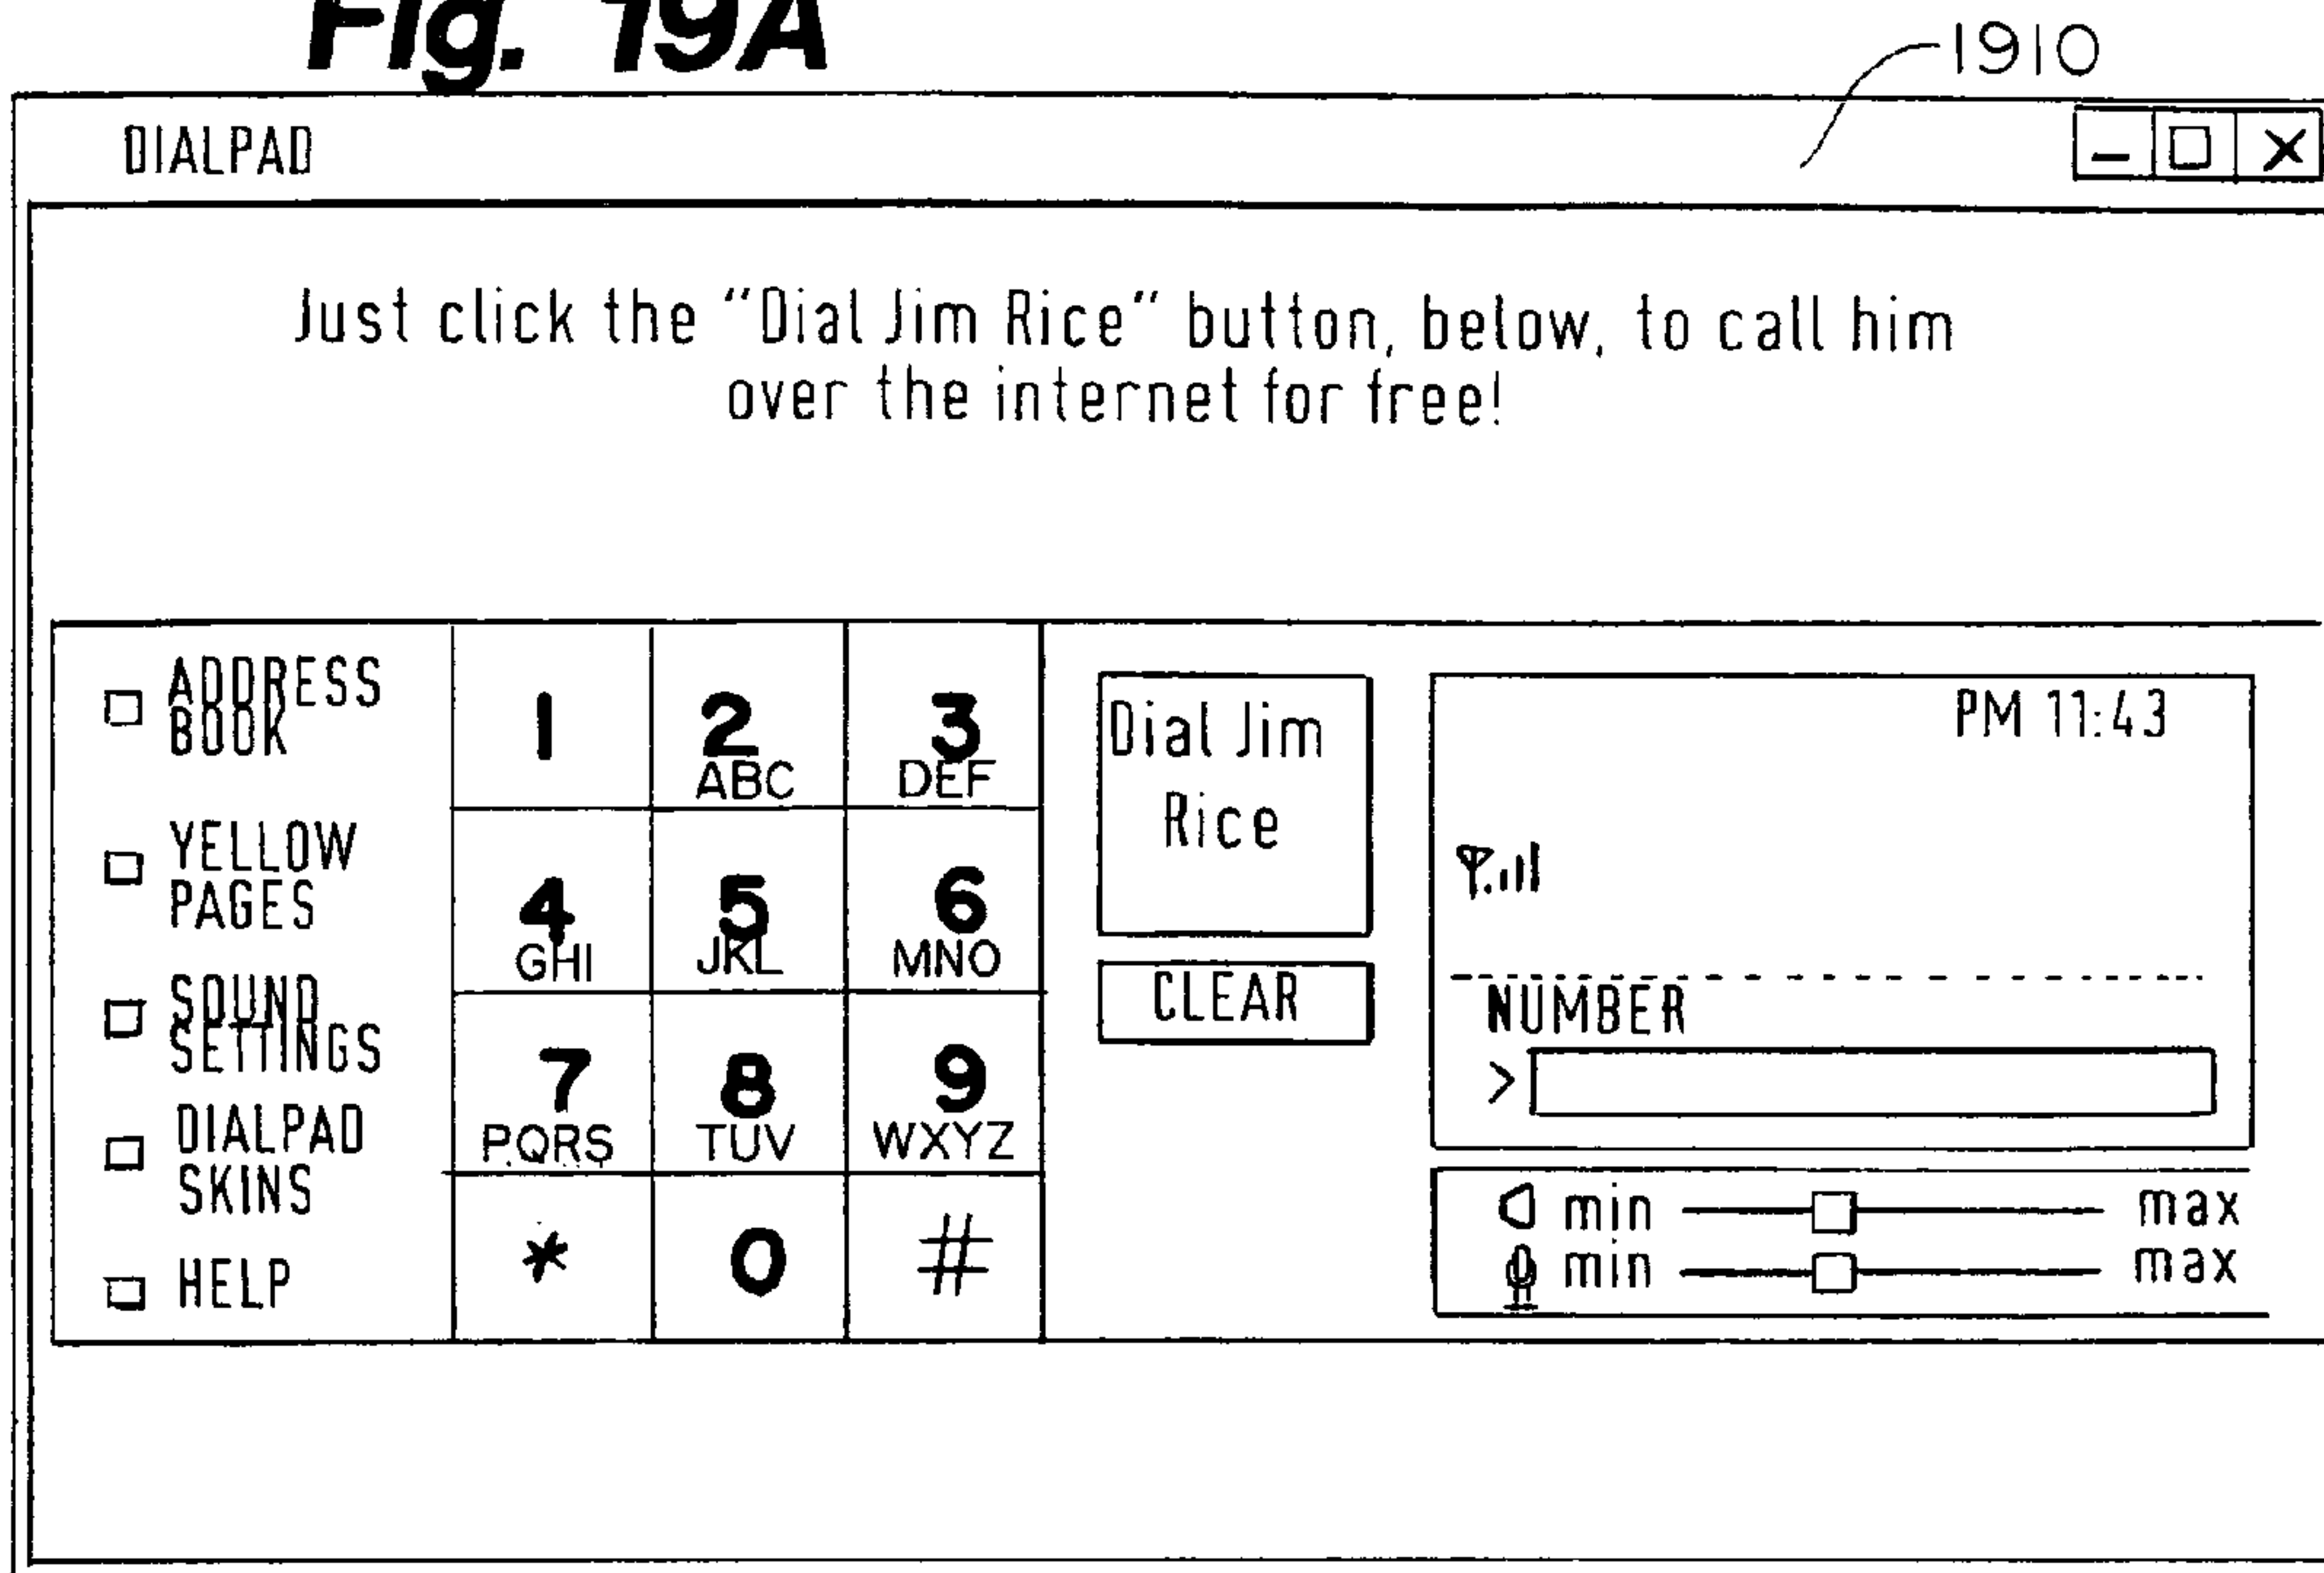 Fig. 19A
1910
DIALPAD
Just click the "Dial Jim Rice" button, below, to call him
over the internet for free!
ADDRESS
BOOK
YELLOW
PAGES
SOUND
SETTINGS
DIALPAD
SKINS
HELP
1
2
ABC
3
DEF
4
GHI
5
JKL
6
MNO
7
PQRS
8
TUV
9
WXYZ
*
0
#
Dial Jim
Rice
CLEAR
PM 11:43
NUMBER
>
min max
min max